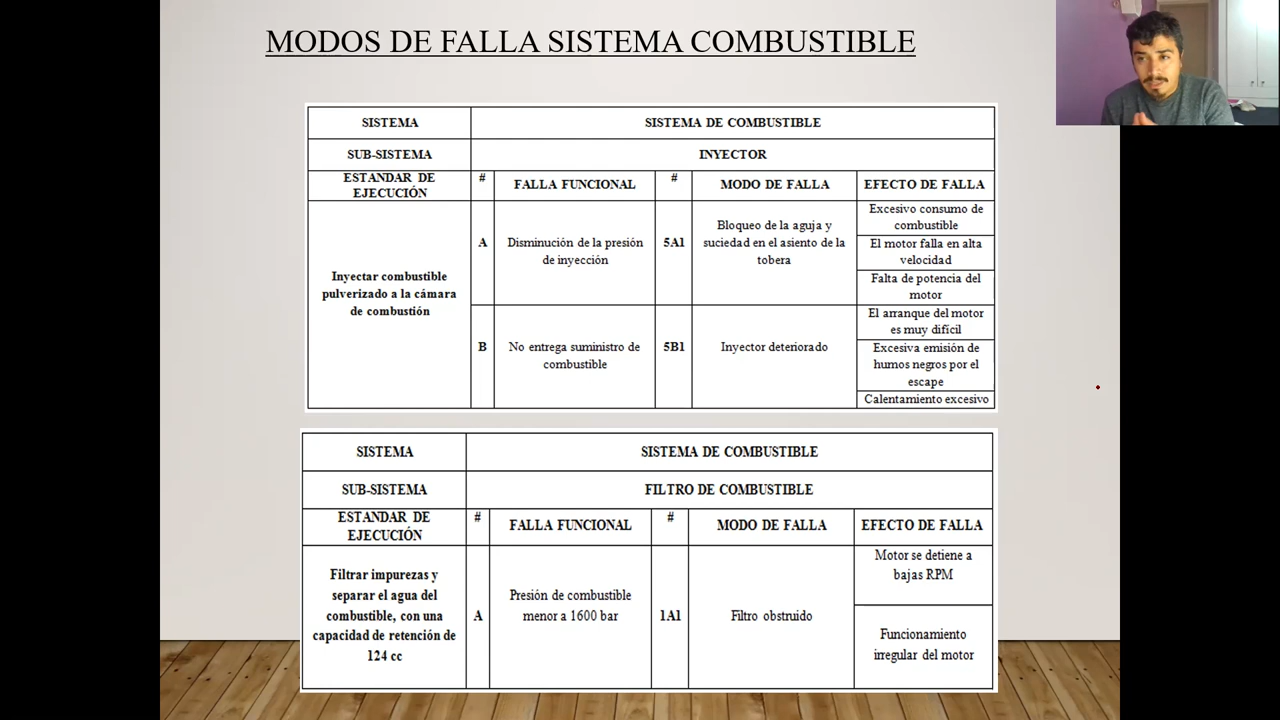 MODOS DE FALLA SISTEMA COMBUSTIBLE
SISTEMA
SISTEMA DE COMBUSTIBLE
SUB-SISTEMA
INYECTOR
ESTANDAR DE
EJECUCIÓN
#
FALLA FUNCIONAL
#
MODO DE FALLA
EFECTO DE FALLA
Inyectar combustible
pulverizado a la cámara
de combustión
A
Disminución de la presión
de inyección
5A1
Bloqueo de la aguja y
suciedad en el asiento de la
tobera
Excesivo consumo de
combustible
El motor falla en alta
velocidad
Falta de potencia del
motor
B
No entrega suministro de
combustible
5B1
Inyector deteriorado
El arranque del motor
es muy difícil
Excesiva emisión de
humos negros por el
escape
Calentamiento excesivo
SISTEMA
SISTEMA DE COMBUSTIBLE
SUB-SISTEMA
FILTRO DE COMBUSTIBLE
ESTANDAR DE
EJECUCIÓN
#
FALLA FUNCIONAL
#
MODO DE FALLA
EFECTO DE FALLA
Filtrar impurezas y
separar el agua del
combustible, con una
capacidad de retención de
124 cc
A
Presión de combustible
menor a 1600 bar
1A1
Filtro obstruido
Motor se detiene a
bajas RPM
Funcionamiento
irregular del motor